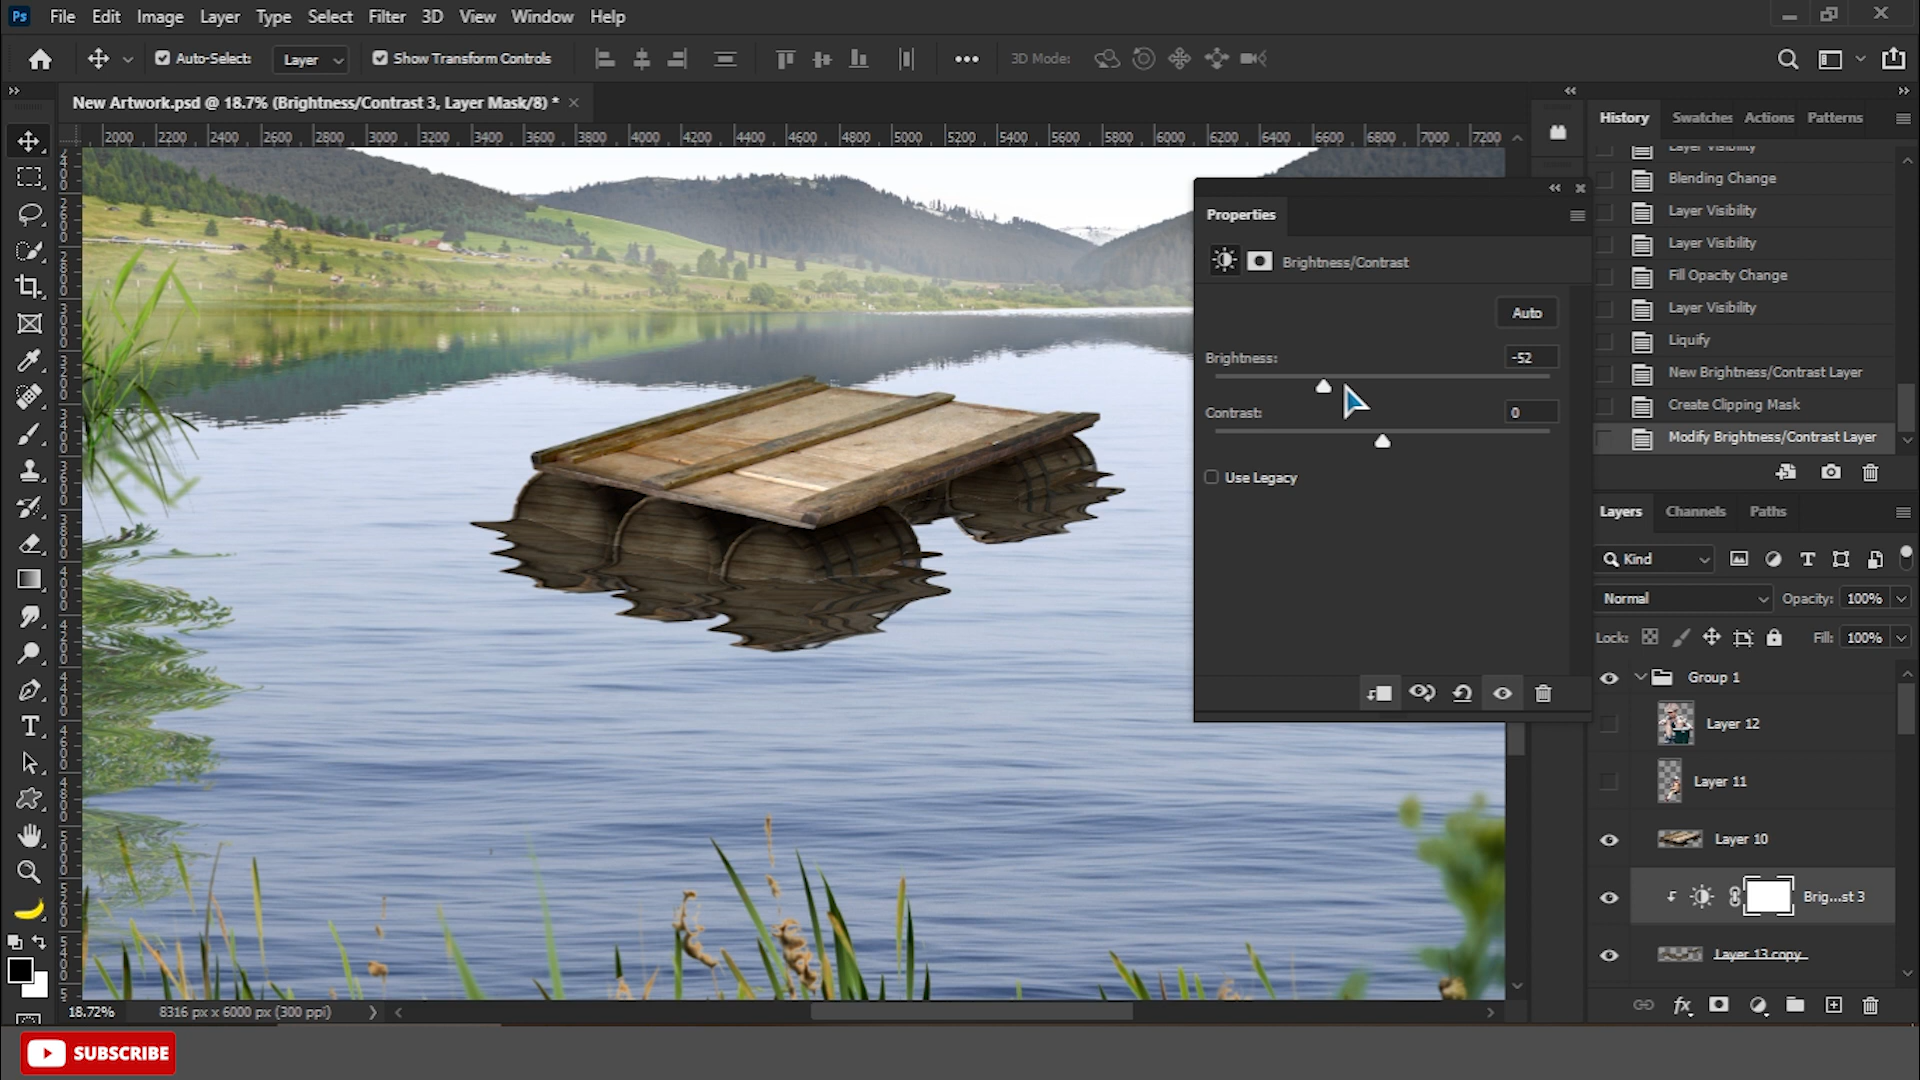 Ps File Edit Image Layer Type Select Filter 3D View Window Help
Auto-Select: Layer Show Transform Controls 3D Mode:
New Artwork.psd @ 18.7% (Brightness/Contrast 3, Layer Mask/8) *
2000 2200 2400 2600 2800 3000 3200 3400 3600 3800 4000 4200 4400 4600 4800 5000 5200 5400 5600 5800 6000 6200 6400 6600 6800 7000 7200
Properties
Brightness/Contrast
Auto
Brightness: -52
Contrast: 0
Use Legacy
History Swatches Actions Patterns
Layer Visibility
Blending Change
Layer Visibility
Layer Visibility
Fill Opacity Change
Layer Visibility
Liquify
New Brightness/Contrast Layer
Create Clipping Mask
Modify Brightness/Contrast Layer
Layers Channels Paths
Kind
Normal Opacity: 100%
Lock: Fill: 100%
Group 1
Layer 12
Layer 11
Layer 10
Brig...st 3
Layer 13 copy
18.72% 8316 px x 6000 px (300 ppi)
SUBSCRIBE